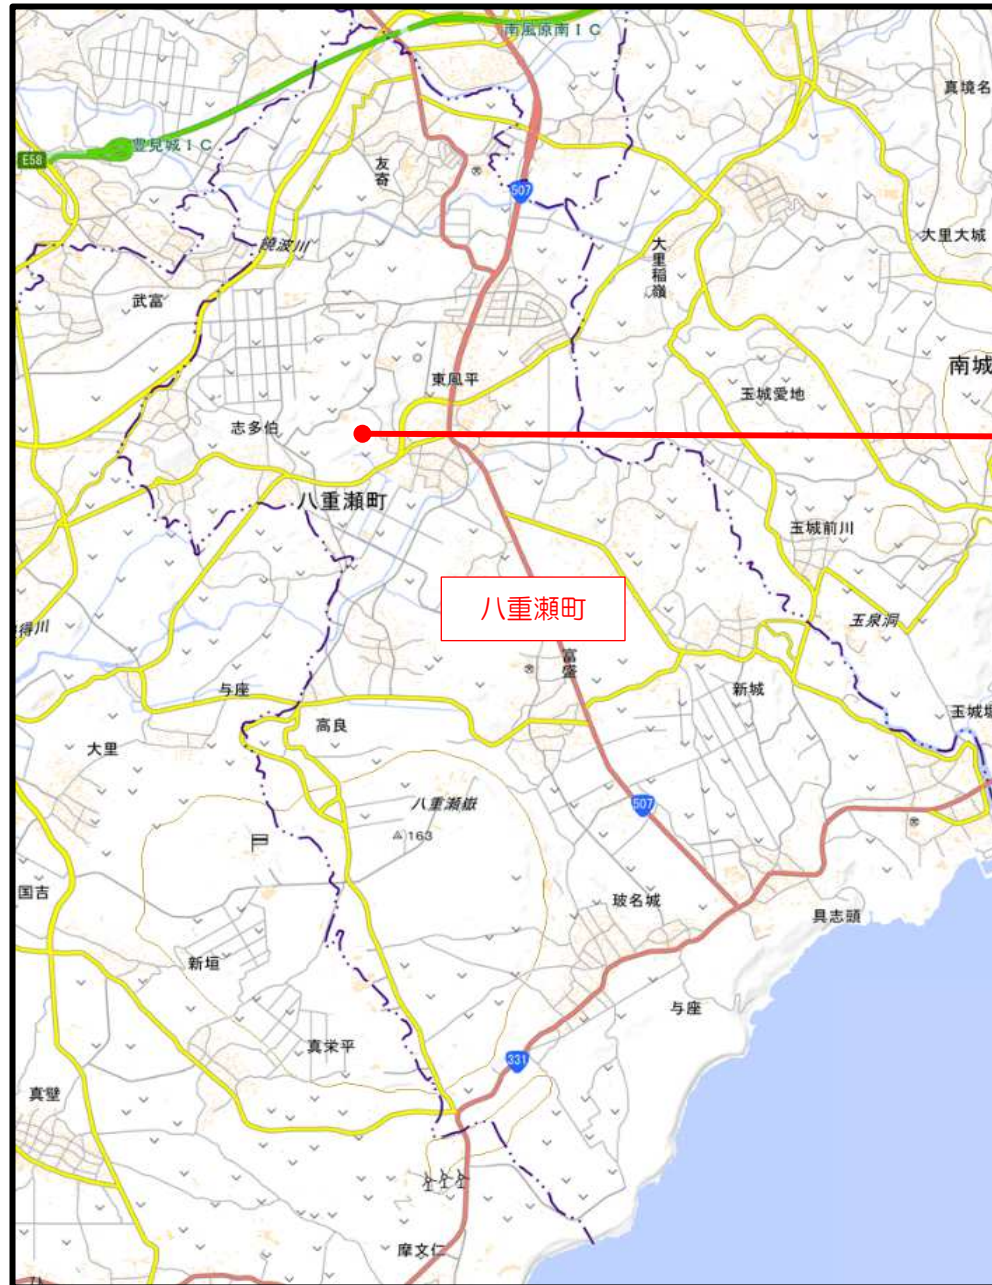 南風原南IC
真境名
豊見城IC
E58
友寄
507
大里大城
饒波川
大里稲嶺
武富
南城
東風平
玉城愛地
志多伯
八重瀬町
玉城前川
八重瀬町
玉泉洞
得川
富盛
与座
新城
高良
大里
八重瀬嶽
507
163
国吉
玻名城
具志頭
新垣
与座
真栄平
331
真壁
摩文仁